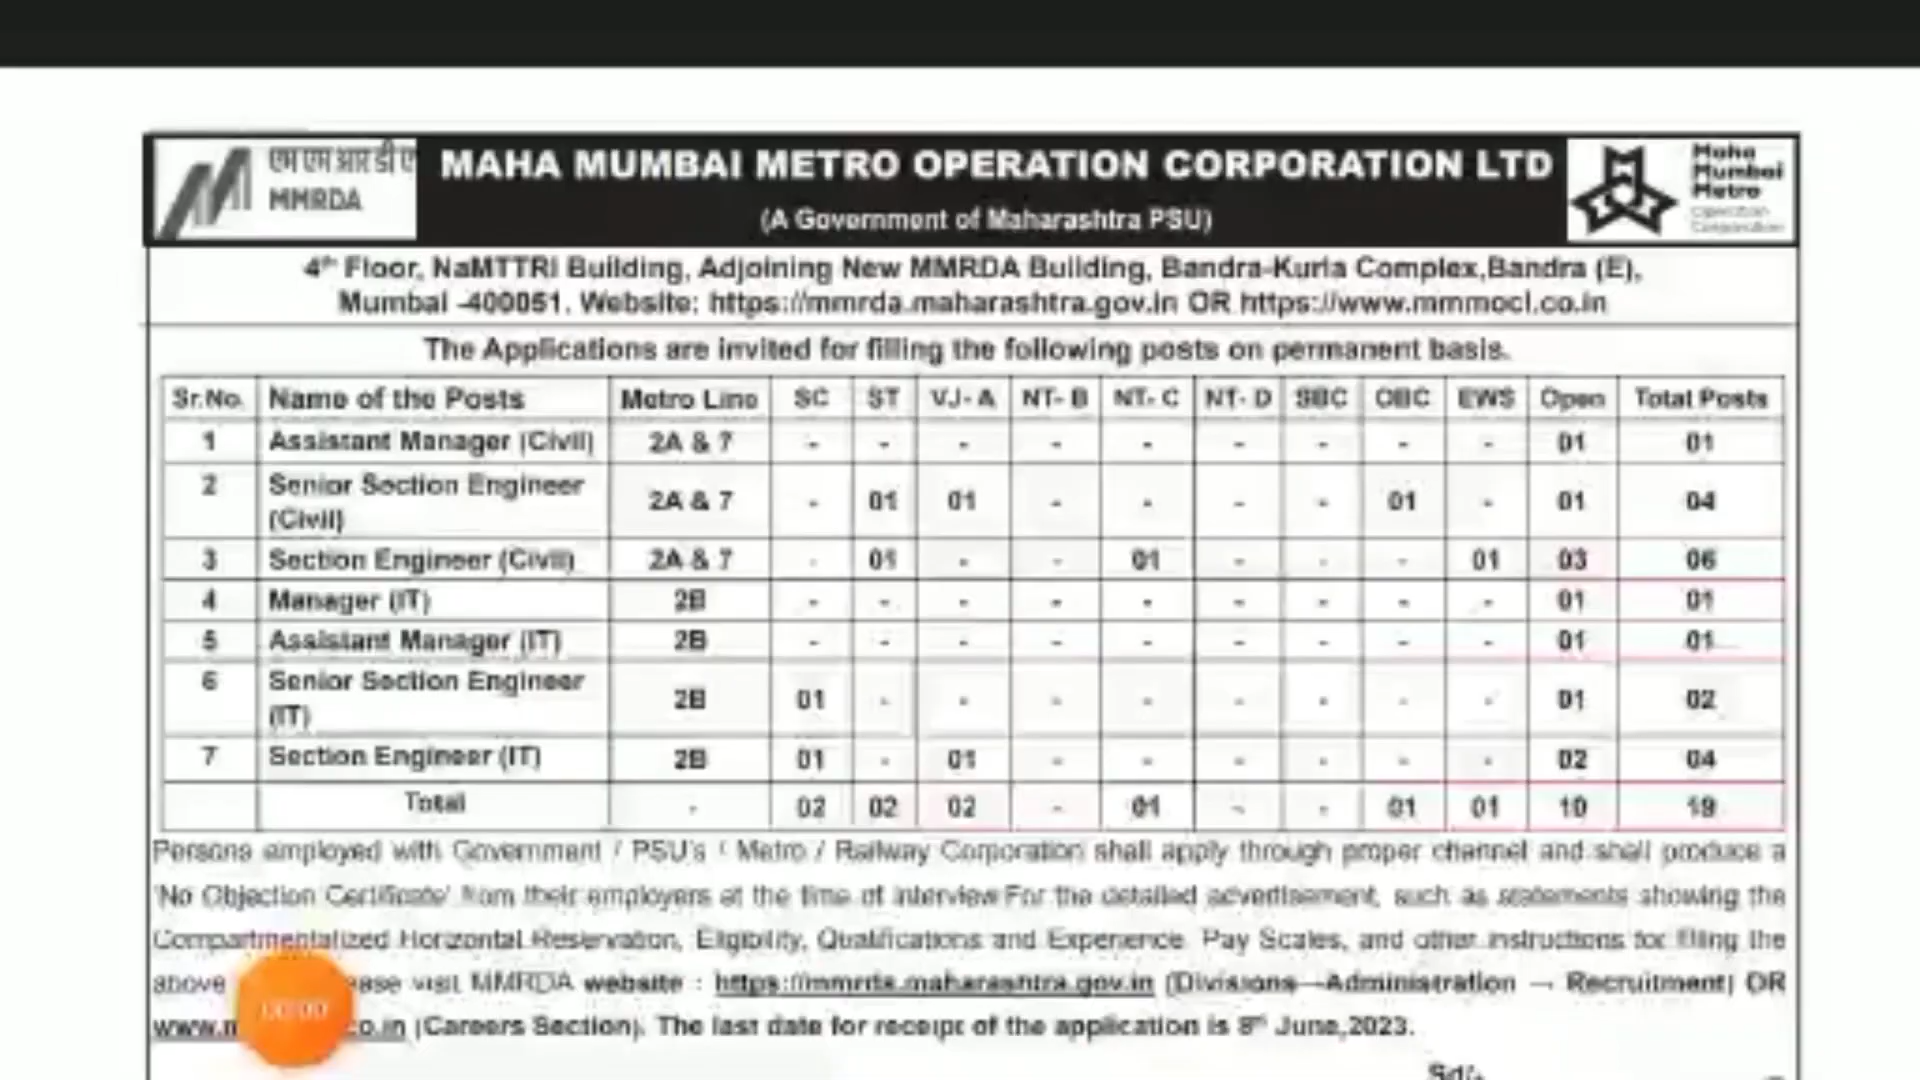 एम एम आर डी ए
MMRDA
MAHA MUMBAI METRO OPERATION CORPORATION LTD
(A Government of Maharashtra PSU)
Maha
Mumbai
Metro
Operation
Corporation
4th Floor, NaMTTRI Building, Adjoining New MMRDA Building, Bandra-Kurla Complex,Bandra (E),
Mumbai -400051. Website: https://mmrda.maharashtra.gov.in OR https://www.mmmocl.co.in
The Applications are invited for filling the following posts on permanent basis.
Sr.No. Name of the Posts Metro Line SC ST VJ- A NT- B NT- C NT- D SBC OBC EWS Open Total Posts
1 Assistant Manager (Civil) 2A & 7 - - - - - - - - - 01 01
2 Senior Section Engineer (Civil) 2A & 7 - 01 01 - - - - 01 - 01 04
3 Section Engineer (Civil) 2A & 7 - 01 - - 01 - - - 01 03 06
4 Manager (IT) 2B - - - - - - - - - 01 01
5 Assistant Manager (IT) 2B - - - - - - - - - 01 01
6 Senior Section Engineer (IT) 2B 01 - - - - - - - - 01 02
7 Section Engineer (IT) 2B 01 - 01 - - - - - - 02 04
Total - 02 02 02 - 01 - - 01 01 10 19
Persons employed with Government / PSU's / Metro / Railway Corporation shall apply through proper channel and shall produce a
'No Objection Certificate' from their employers at the time of interview For the detailed advertisement, such as statements showing the
Compartmentalized Horizontal Reservation, Eligibility, Qualifications and Experience Pay Scales, and other instructions for filling the
above ease visit MMRDA website : https://mmrda.maharashtra.gov.in (Divisions—Administration — Recruitment) OR
www.m co.in (Careers Section). The last date for receipt of the application is 8th June,2023.
00:00
Sd/-